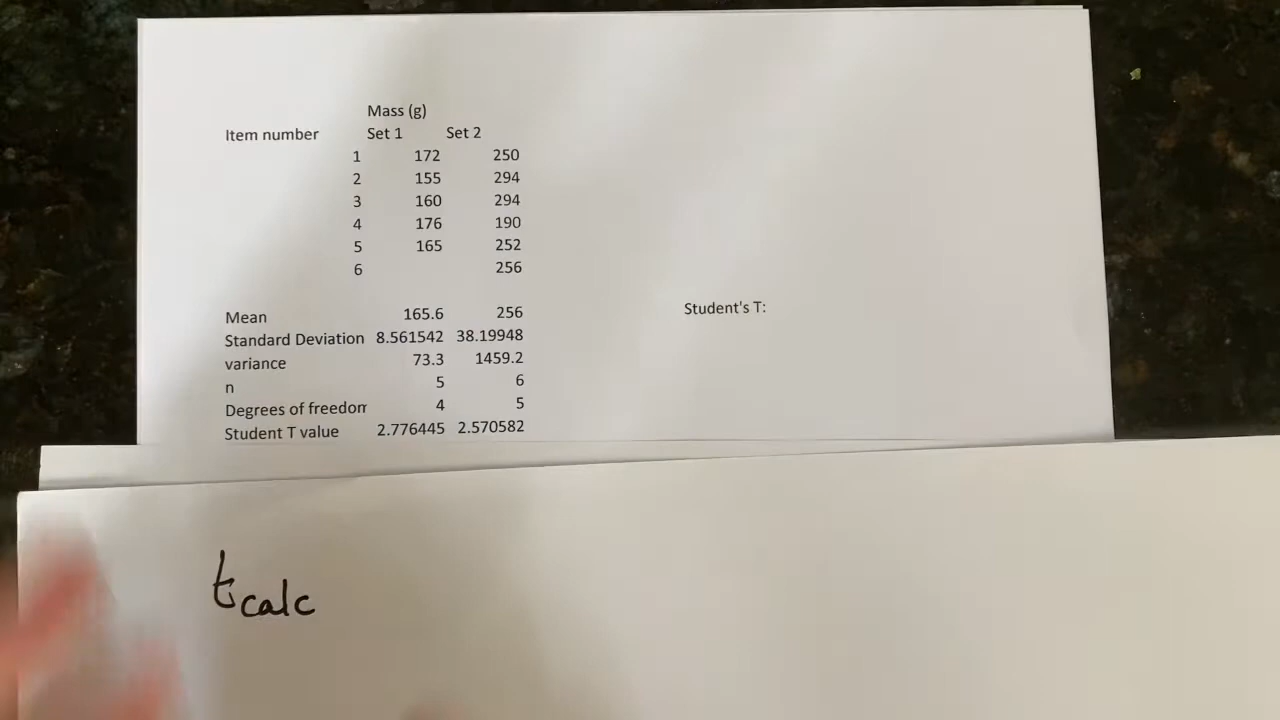 Mass (g)
Item number Set 1 Set 2
1 172 250
2 155 294
3 160 294
4 176 190
5 165 252
6 256
Mean 165.6 256
Student's T:
Standard Deviation 8.561542 38.19948
variance 73.3 1459.2
n 5 6
Degrees of freedom 4 5
Student T value 2.776445 2.570582
tcalc